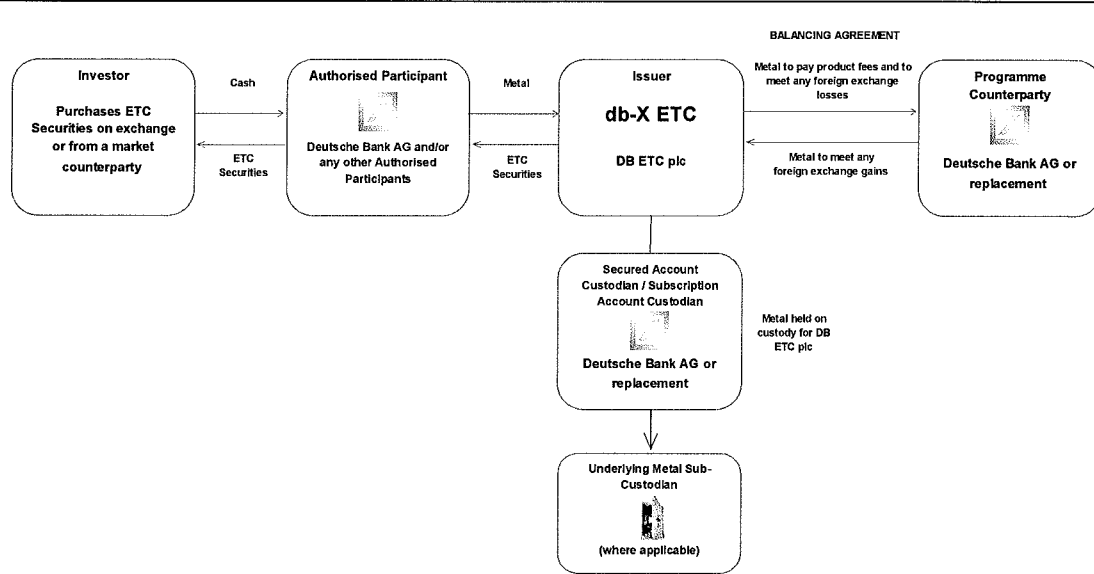 BALANCING AGREEMENT
Investor
Purchases ETC
Securities on exchange
or from a market
counterparty
Cash
ETC
Securities
Authorised Participant
Deutsche Bank AG and/or
any other Authorised
Participants
Metal
ETC
Securities
Issuer
db-X ETC
DB ETC plc
Metal to pay product fees and to
meet any foreign exchange
losses
Metal to meet any
foreign exchange gains
Programme
Counterparty
Deutsche Bank AG or
replacement
Secured Account
Custodian / Subscription
Account Custodian
Deutsche Bank AG or
replacement
Metal held on
custody for DB
ETC plc
Underlying Metal Sub-
Custodian
(where applicable)